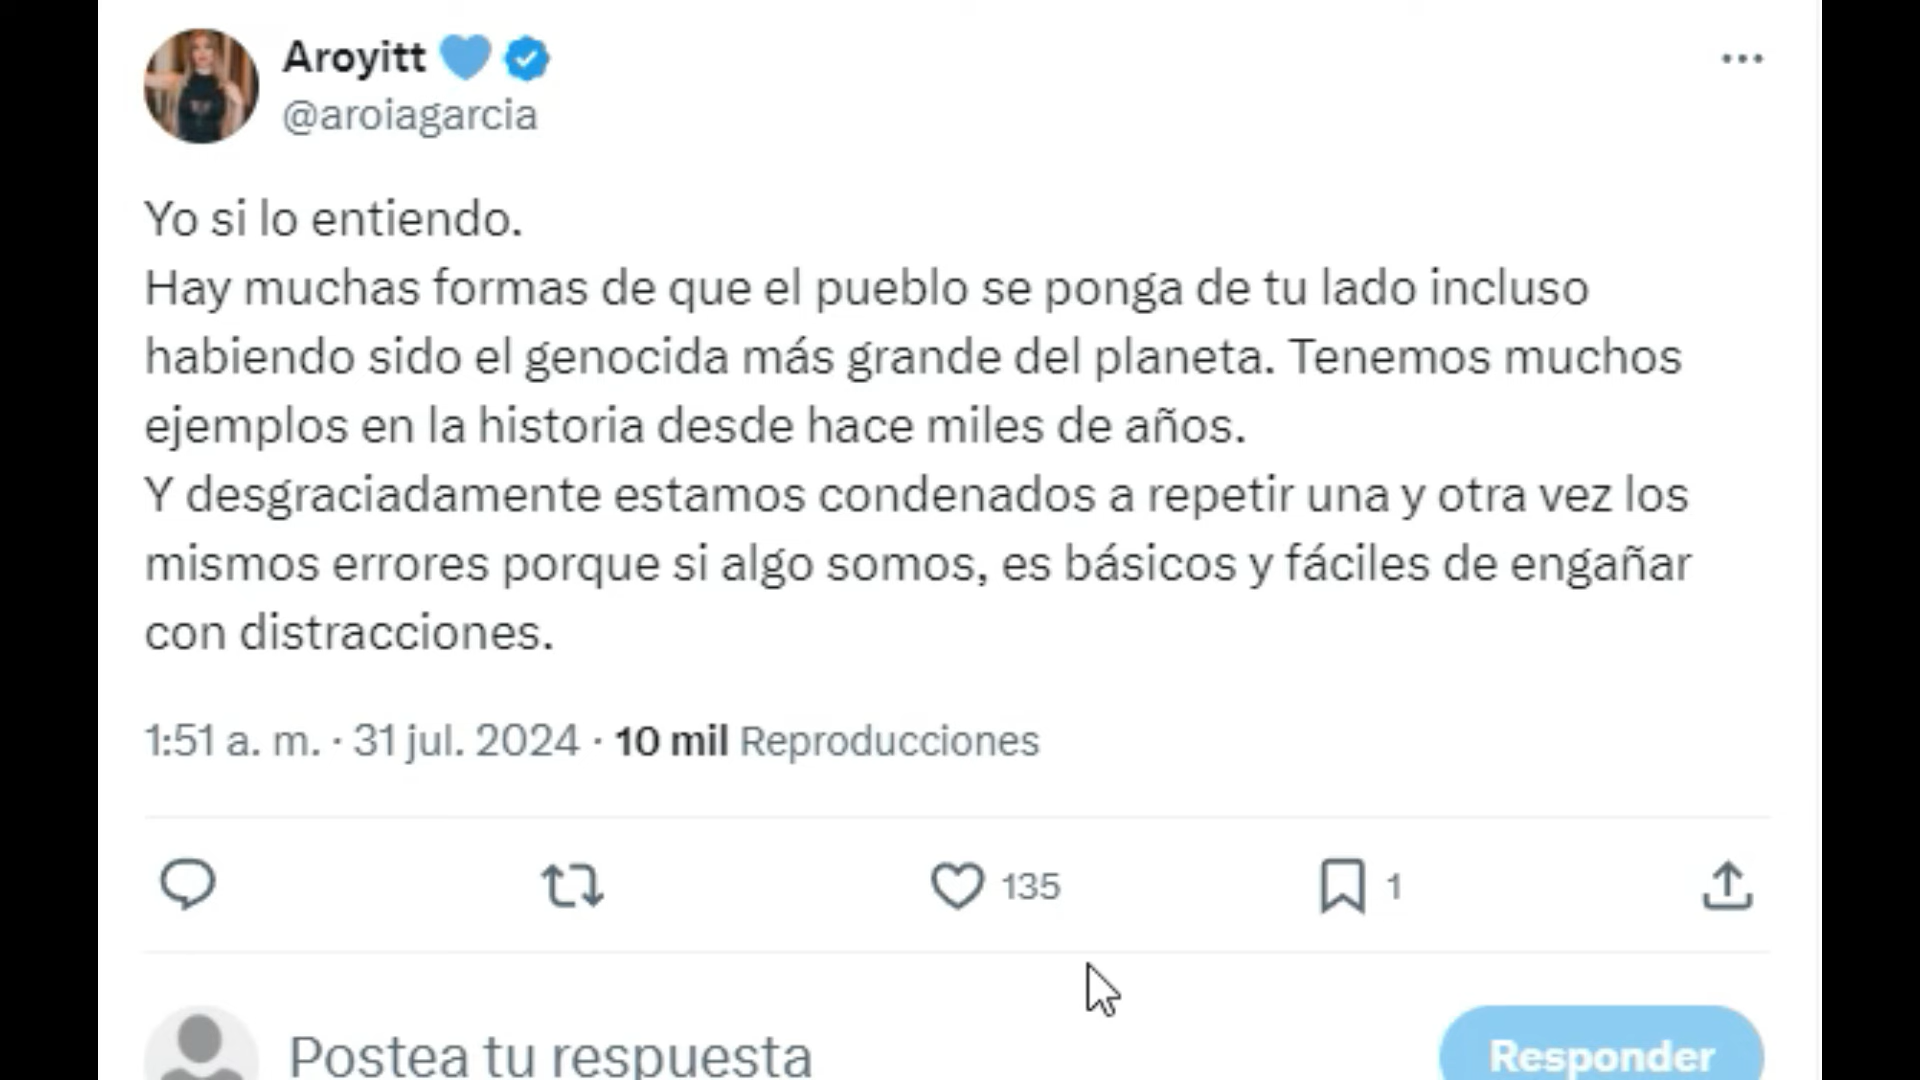 Aroyitt
@aroiagarcia
Yo si lo entiendo.
Hay muchas formas de que el pueblo se ponga de tu lado incluso
habiendo sido el genocida más grande del planeta. Tenemos muchos
ejemplos en la historia desde hace miles de años.
Y desgraciadamente estamos condenados a repetir una y otra vez los
mismos errores porque si algo somos, es básicos y fáciles de engañar
con distracciones.
1:51 a. m. · 31 jul. 2024 · 10 mil Reproducciones
135 1
Postea tu respuesta Responder